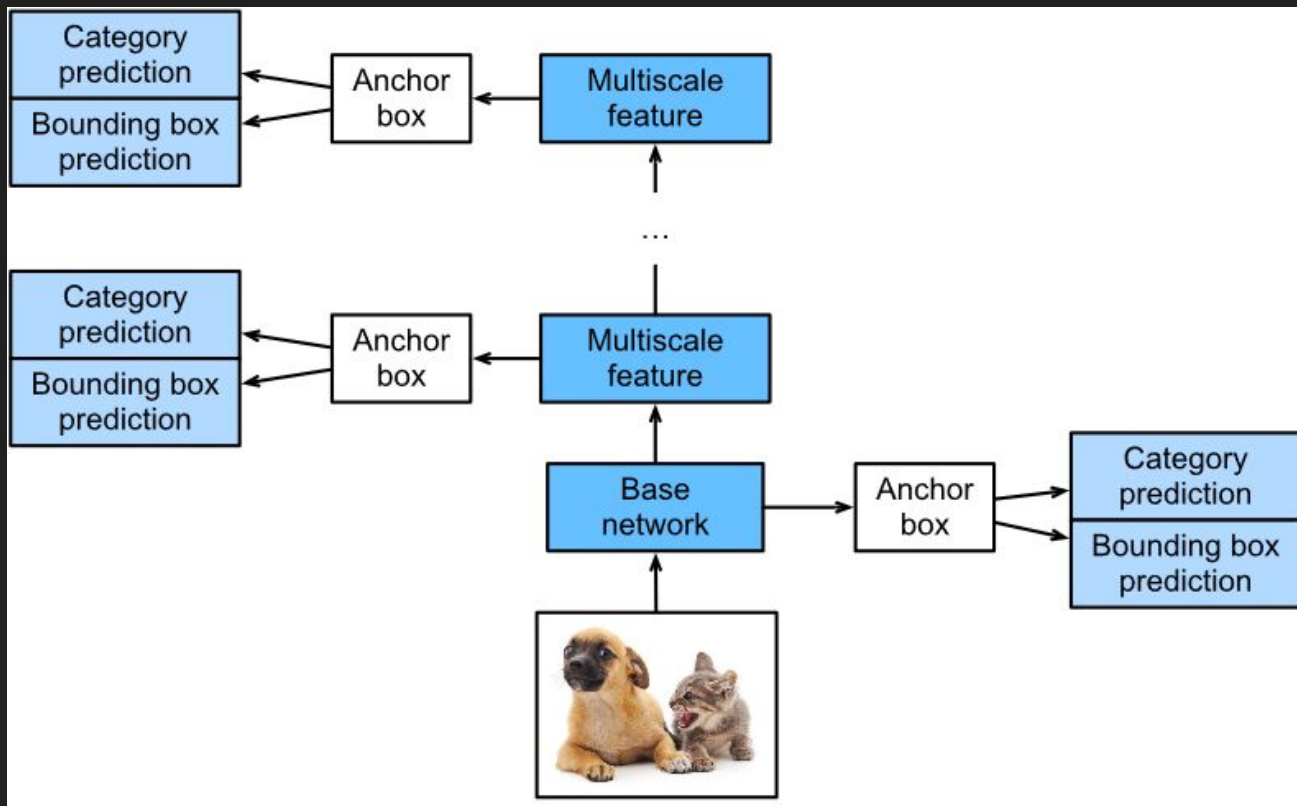 Category
prediction
Bounding box
prediction
Anchor
box
Multiscale
feature
...
Category
prediction
Bounding box
prediction
Anchor
box
Multiscale
feature
Base
network
Anchor
box
Category
prediction
Bounding box
prediction